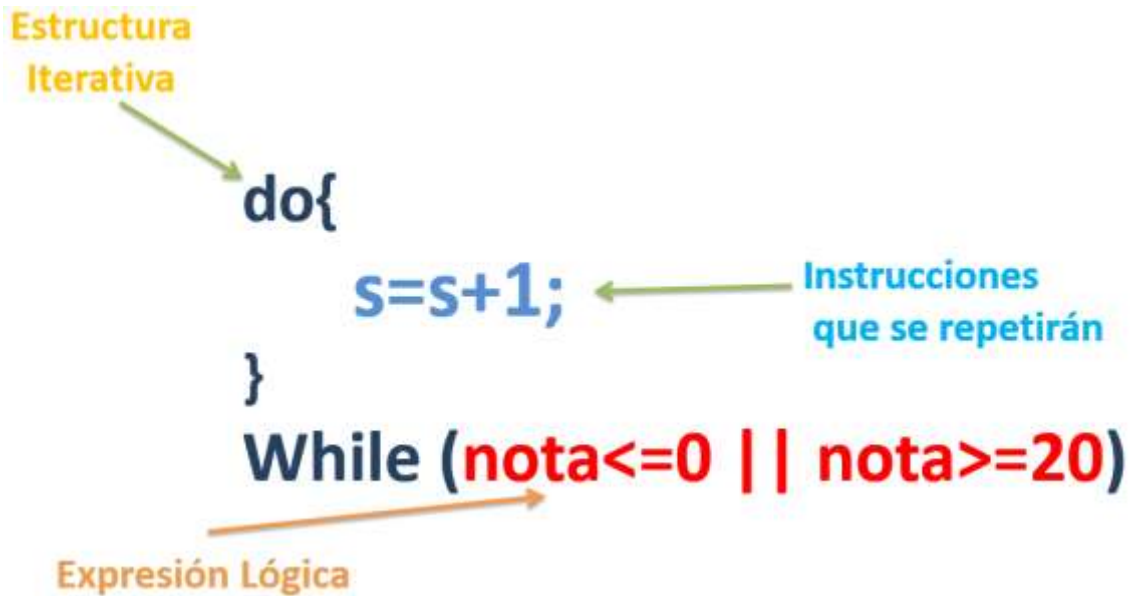 Estructura
Iterativa
do{
s=s+1;
Instrucciones
que se repetirán
}
While (nota<=0 || nota>=20)
Expresión Lógica